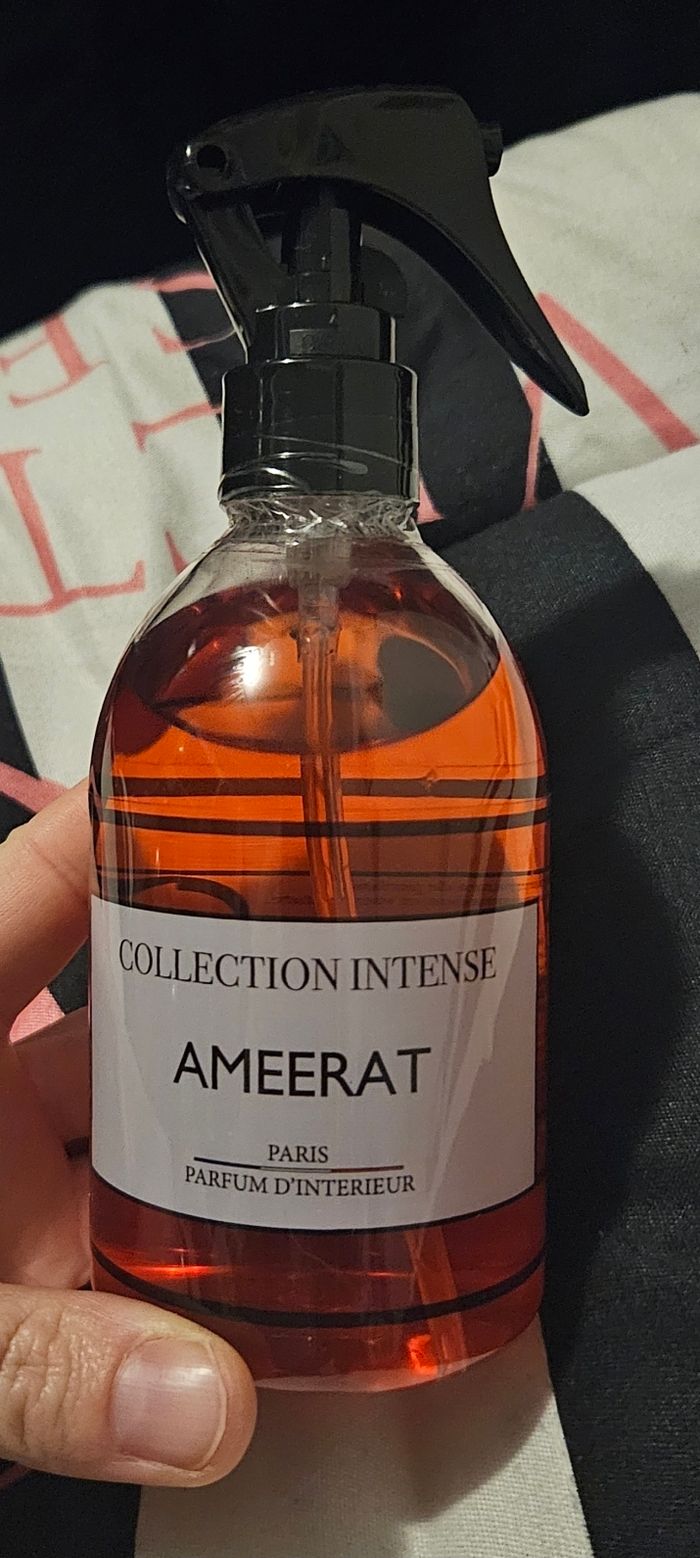 COLLECTION INTENSE
AMEERAT
PARIS
PARFUM D'INTERIEUR